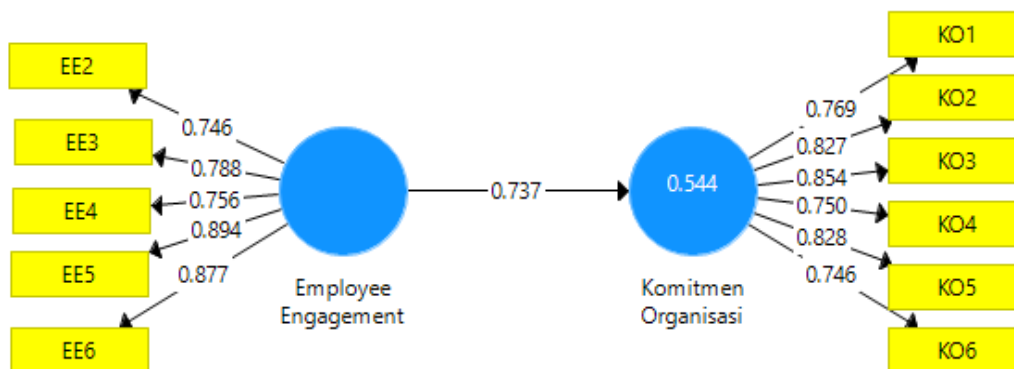 EE2
EE3
EE4
EE5
EE6
0.746
0.788
0.756
0.894
0.877
Employee
Engagement
0.737
0.544
Komitmen
Organisasi
0.769
0.827
0.854
0.750
0.828
0.746
KO1
KO2
KO3
KO4
KO5
KO6